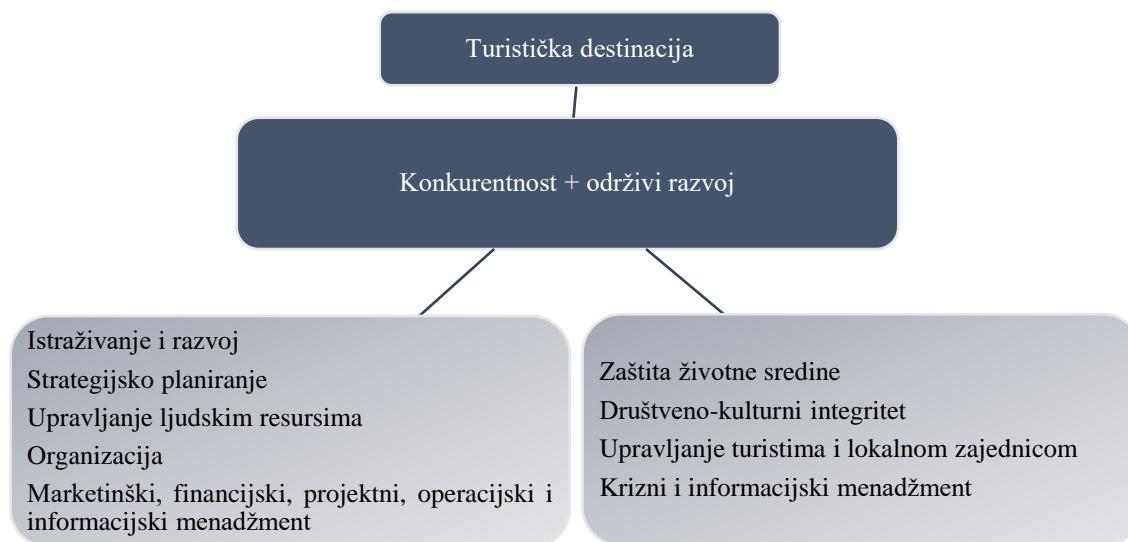 Turistička destinacija
Konkurentnost + održivi razvoj
Istraživanje i razvoj
Strategijsko planiranje
Upravljanje ljudskim resursima
Organizacija
Marketinški, financijski, projektni, operacijski i
informacijski menadžment
Zaštita životne sredine
Društveno-kulturni integritet
Upravljanje turistima i lokalnom zajednicom
Krizni i informacijski menadžment